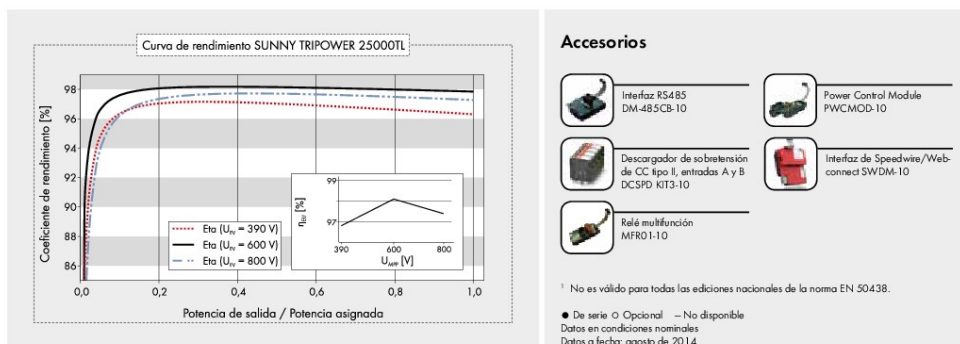 Curva de rendimiento SUNNY TRIPOWER 25000TL
Coeficiente de rendimiento [%]
98
96
94
92
90
88
86
0,0
0,2
0,4
0,6
0,8
1,0
Potencia de salida / Potencia asignada
Eta (UPV = 390 V)
Eta (UPV = 600 V)
Eta (UPV = 800 V)
ηEU [%]
99
97
390
600
800
UMPP [V]
Accesorios
Interfaz RS485
DM-485CB-10
Power Control Module
PWCMOD-10
Descargador de sobretensión
de CC tipo II, entradas A y B
DCSPD KIT3-10
Interfaz de Speedwire/Web-
connect SWDM-10
Relé multifunción
MFR01-10
¹ No es válido para todas las ediciones nacionales de la norma EN 50438.
● De serie ○ Opcional — No disponible
Datos en condiciones nominales
Datos a fecha: agosto de 2014